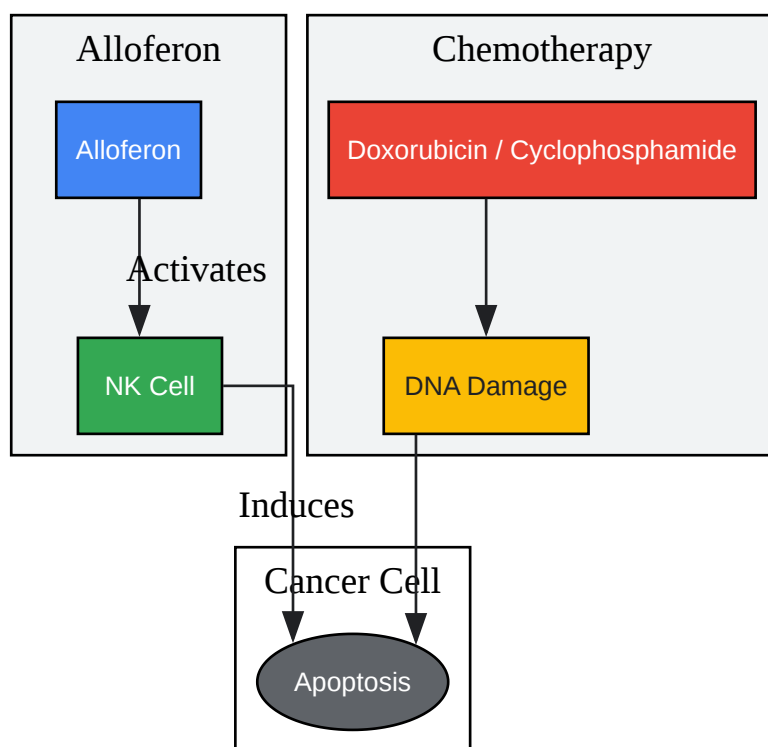 Alloferon
Chemotherapy
Alloferon
Doxorubicin / Cyclophosphamide
Activates
NK Cell
DNA Damage
Induces
Cancer Cell
Apoptosis